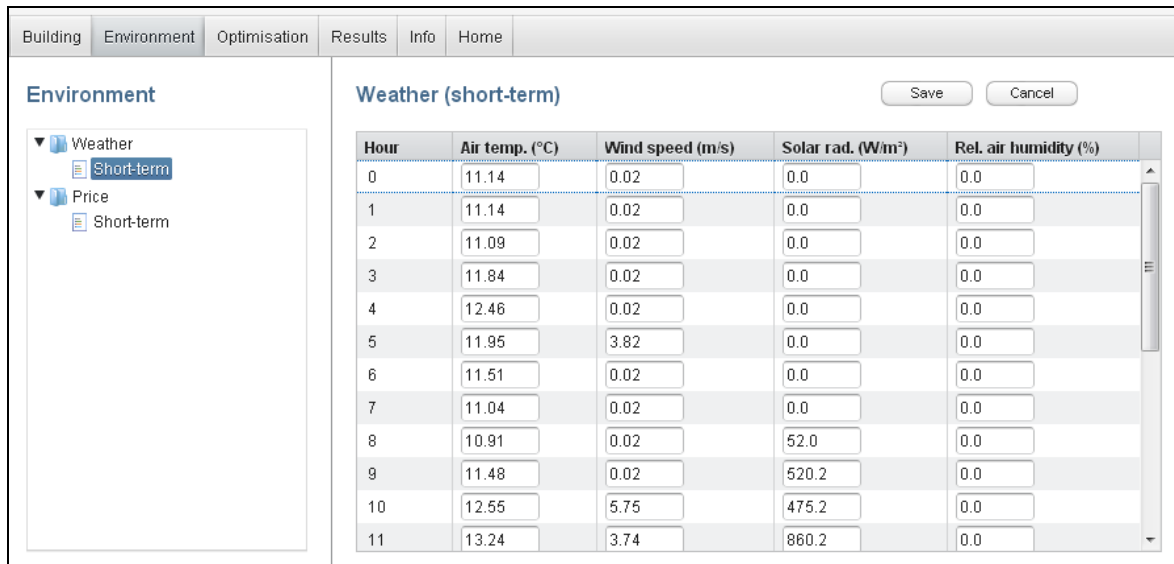 Building Environment Optimisation Results Info Home
Environment
Weather
Short-term
Price
Short-term
Weather (short-term) Save Cancel
Hour Air temp. (°C) Wind speed (m/s) Solar rad. (W/m²) Rel. air humidity (%)
0 11.14 0.02 0.0 0.0
1 11.14 0.02 0.0 0.0
2 11.09 0.02 0.0 0.0
3 11.84 0.02 0.0 0.0
4 12.46 0.02 0.0 0.0
5 11.95 3.82 0.0 0.0
6 11.51 0.02 0.0 0.0
7 11.04 0.02 0.0 0.0
8 10.91 0.02 52.0 0.0
9 11.48 0.02 520.2 0.0
10 12.55 5.75 475.2 0.0
11 13.24 3.74 860.2 0.0